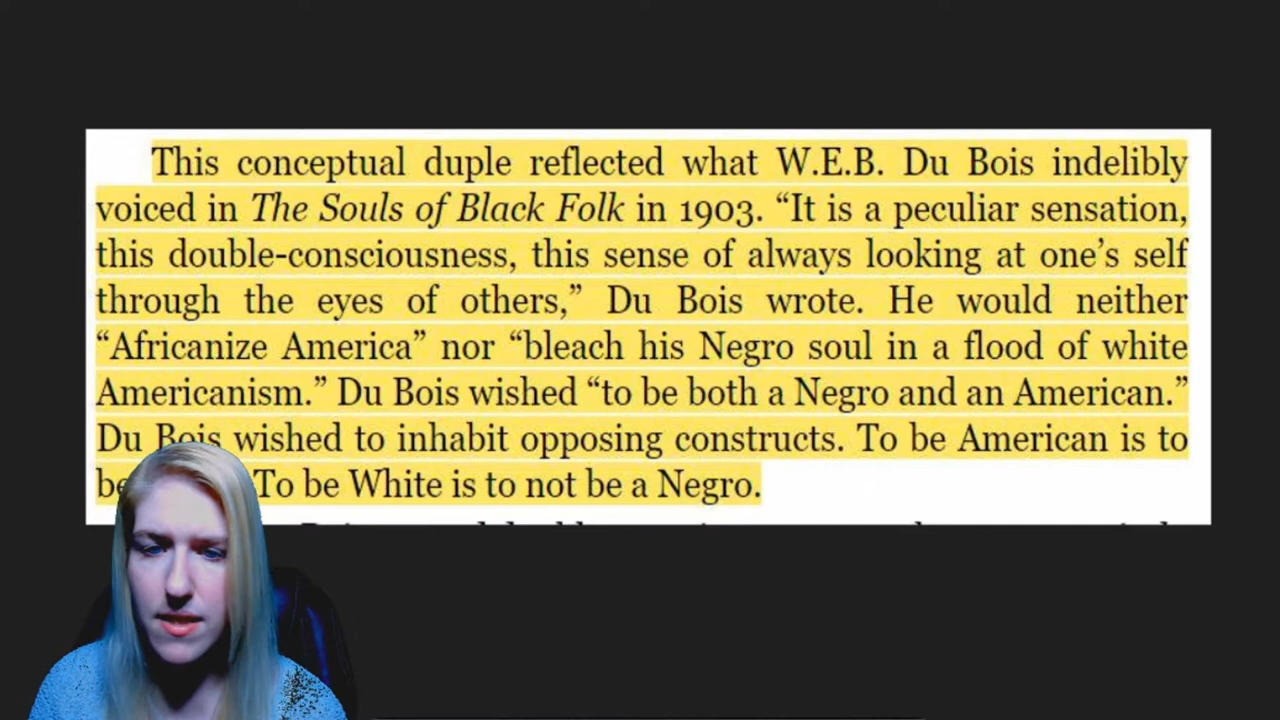 This conceptual duple reflected what W.E.B. Du Bois indelibly
voiced in The Souls of Black Folk in 1903. “It is a peculiar sensation,
this double-consciousness, this sense of always looking at one’s self
through the eyes of others,” Du Bois wrote. He would neither
“Africanize America” nor “bleach his Negro soul in a flood of white
Americanism.” Du Bois wished “to be both a Negro and an American.”
Du Bois wished to inhabit opposing constructs. To be American is to
be To be White is to not be a Negro.